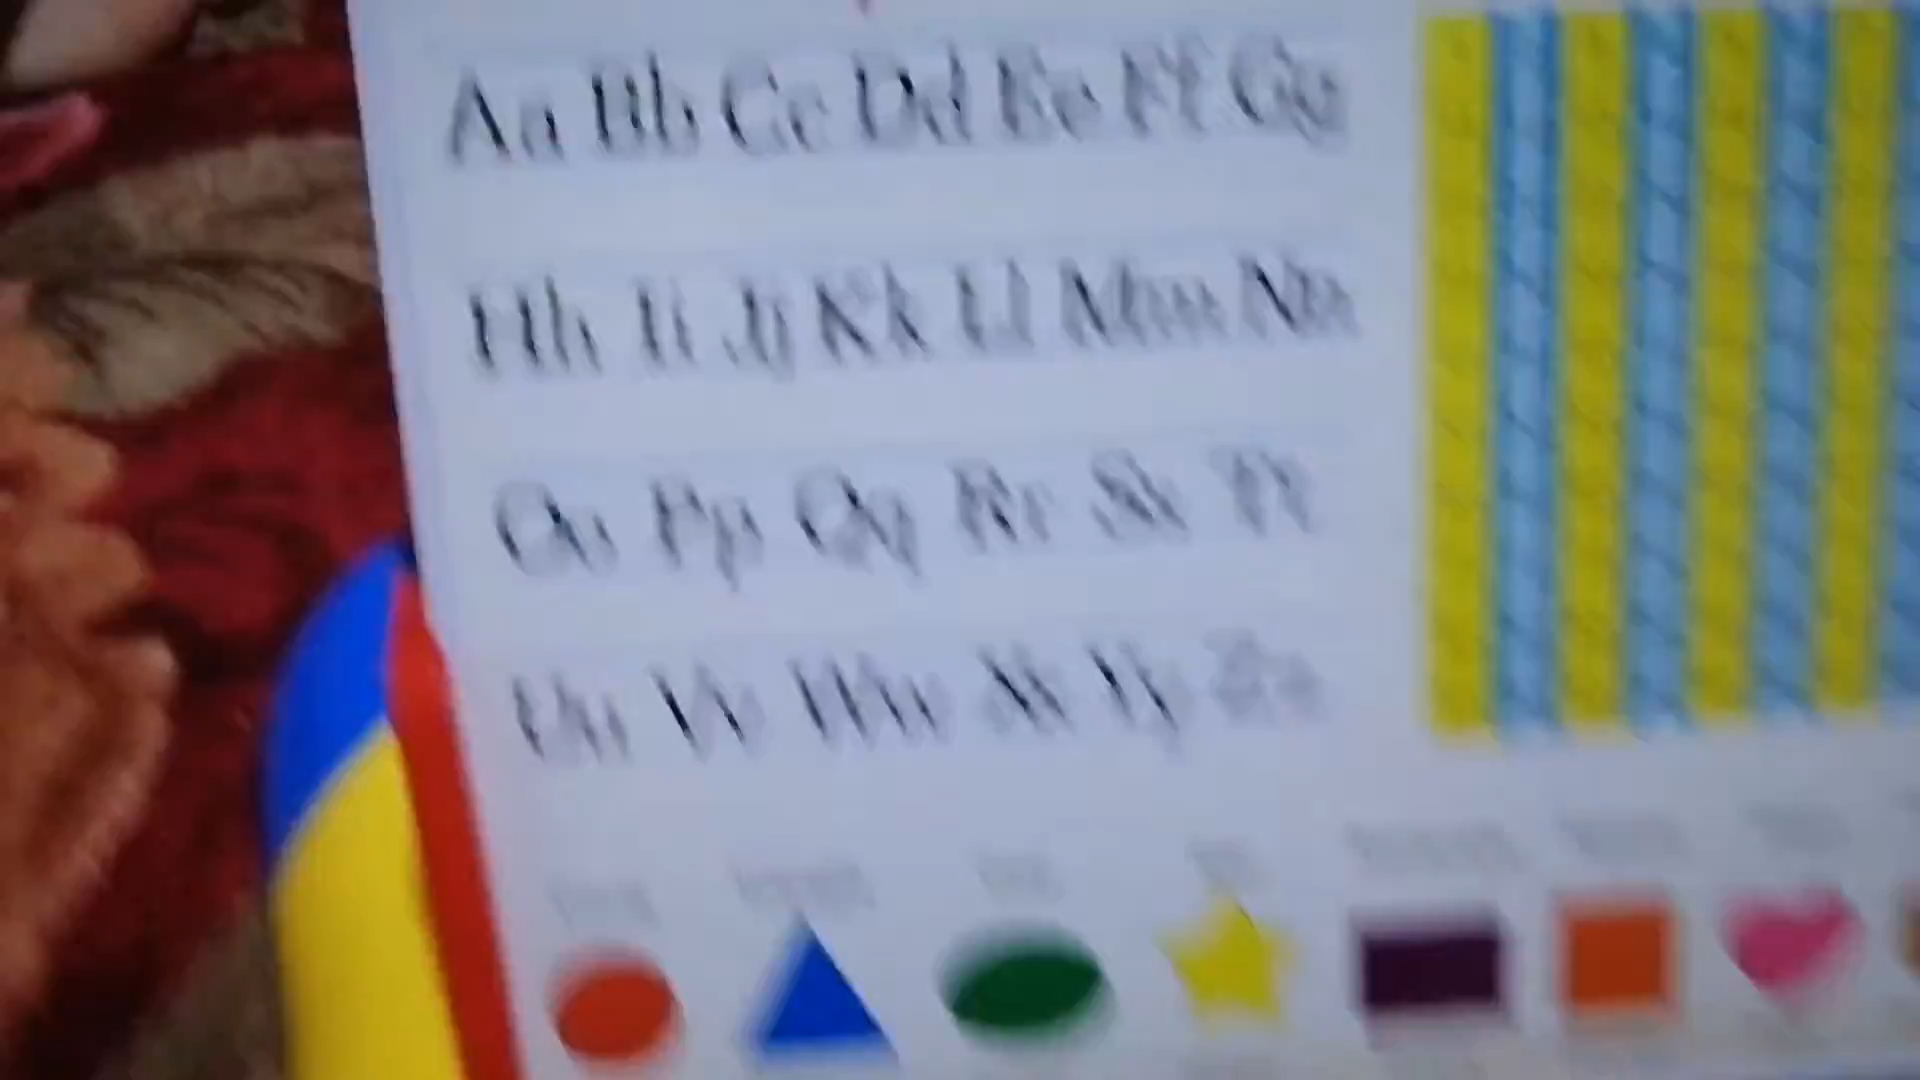 Aa Bb Cc Dd Ee Ff Gg
Hh Ii Jj Kk Ll Mm Nn
Oo Pp Qq Rr Ss Tt
Uu Vv Ww Xx Yy Zz